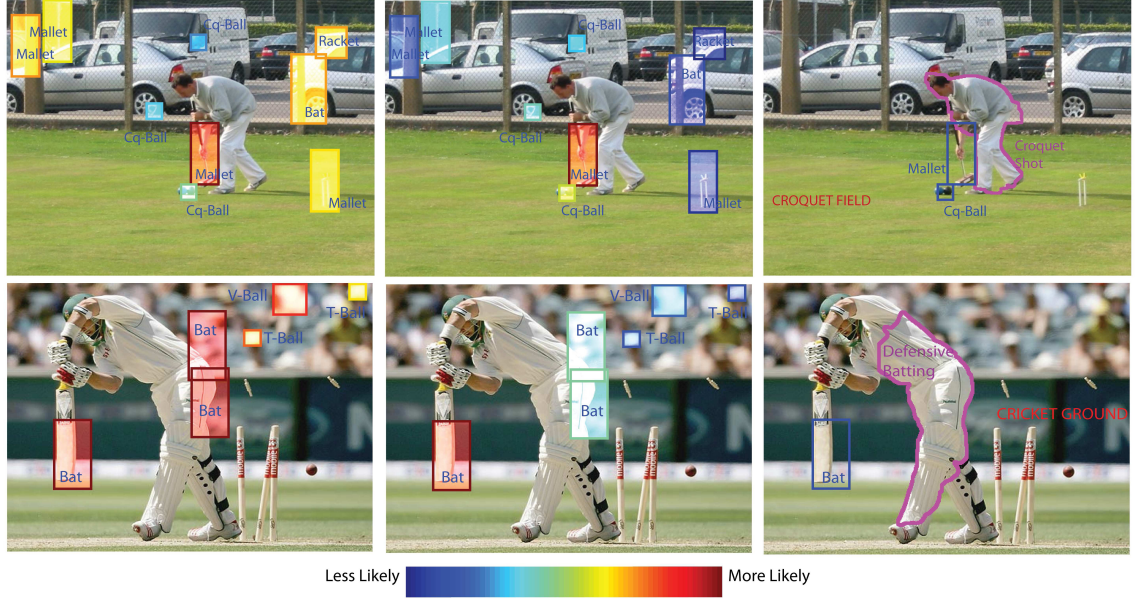 Mallet
Mallet
Cq-Ball
Racket
Bat
Cq-Ball
Mallet
Cq-Ball
Mallet
Mallet
Mallet
Cq-Ball
Racket
Bat
Cq-Ball
Mallet
Cq-Ball
Mallet
Croquet
Shot
Mallet
CROQUET FIELD
Cq-Ball
V-Ball
T-Ball
Bat
T-Ball
Bat
Bat
V-Ball
T-Ball
Bat
T-Ball
Bat
Bat
Defensive
Batting
CRICKET GROUND
Bat
Less Likely
More Likely